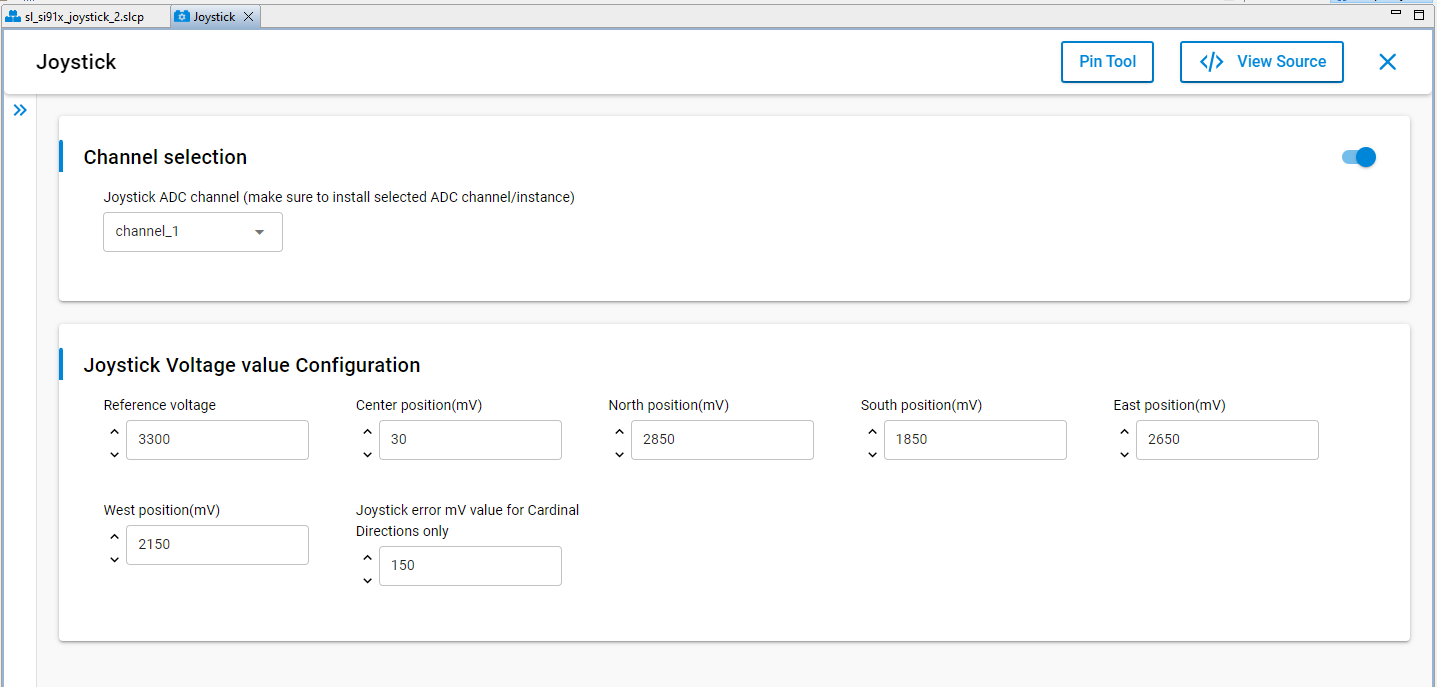 sl_si91x_joystick_2.slcp
Joystick
Joystick
Pin Tool
</> View Source
Channel selection
Joystick ADC channel (make sure to install selected ADC channel/instance)
channel_1
Joystick Voltage value Configuration
Reference voltage
3300
Center position(mV)
30
North position(mV)
2850
South position(mV)
1850
East position(mV)
2650
West position(mV)
2150
Joystick error mV value for Cardinal
Directions only
150